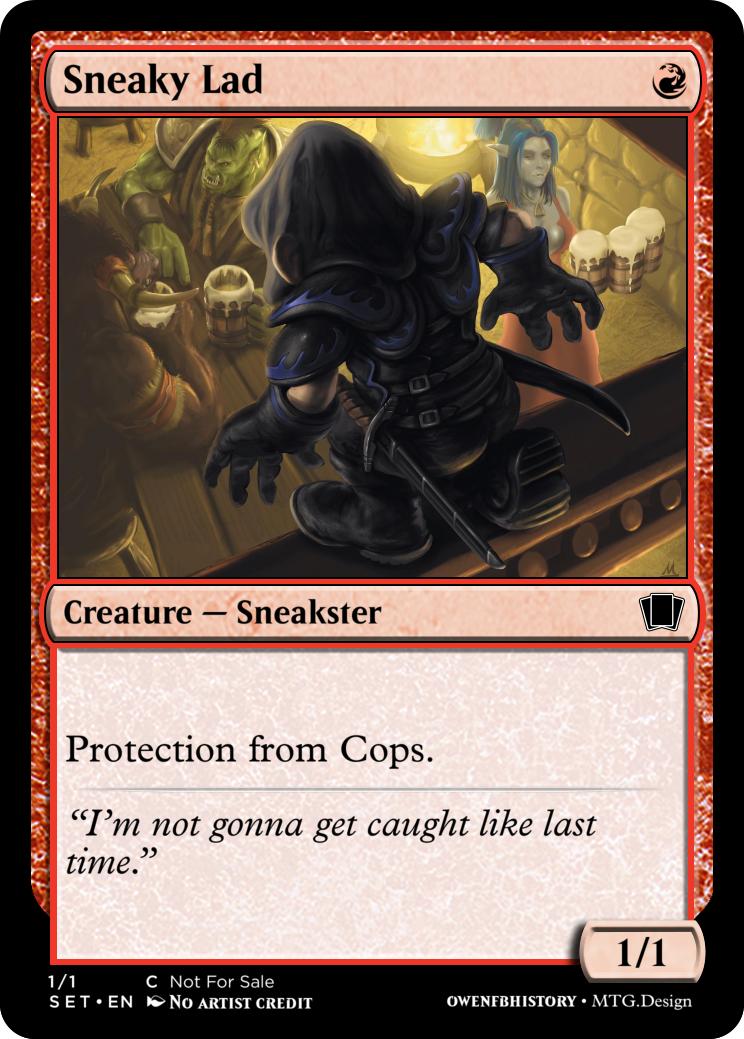 Sneaky Lad
Creature — Sneakster
Protection from Cops.
“I’m not gonna get caught like last
time.”
1/1
1/1 C Not For Sale
SET • EN No artist credit
owenfbhistory • MTG.Design